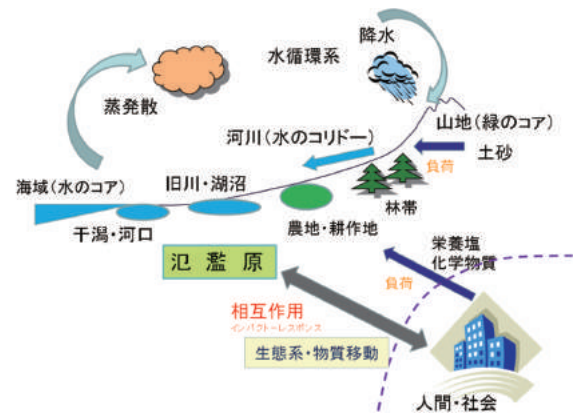 降水
水循環系
蒸発散
山地(緑のコア)
河川(水のコリドー)
土砂
負荷
海域(水のコア)
旧川・湖沼
林帯
農地・耕作地
干潟・河口
栄養塩
化学物質
氾濫原
負荷
相互作用
インパクトーレスポンス
生態系・物質移動
人間・社会